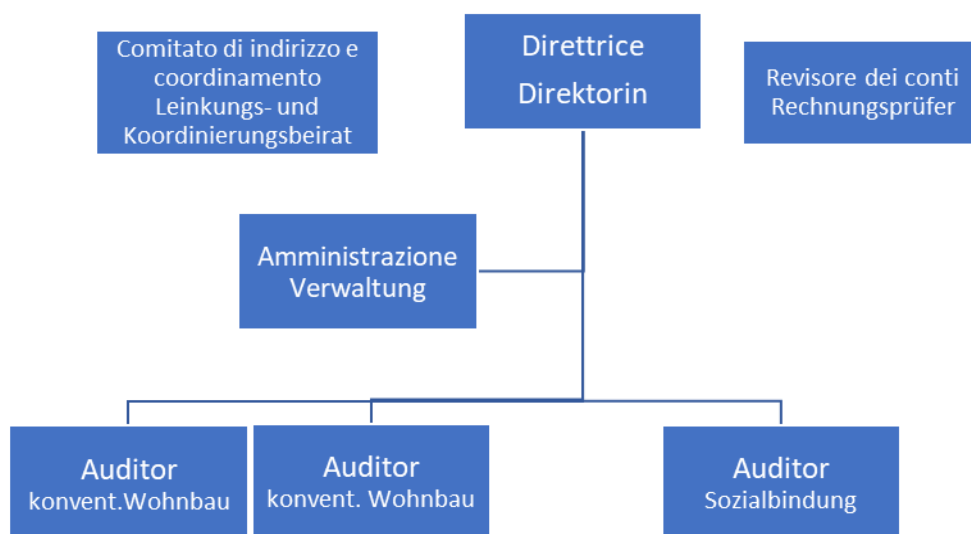 Comitato di indirizzo e
coordinamento
Leinkungs- und
Koordinierungsbeirat
Direttrice
Direktorin
Revisore dei conti
Rechnungsprüfer
Amministrazione
Verwaltung
Auditor
konvent.Wohnbau
Auditor
konvent. Wohnbau
Auditor
Sozialbindung